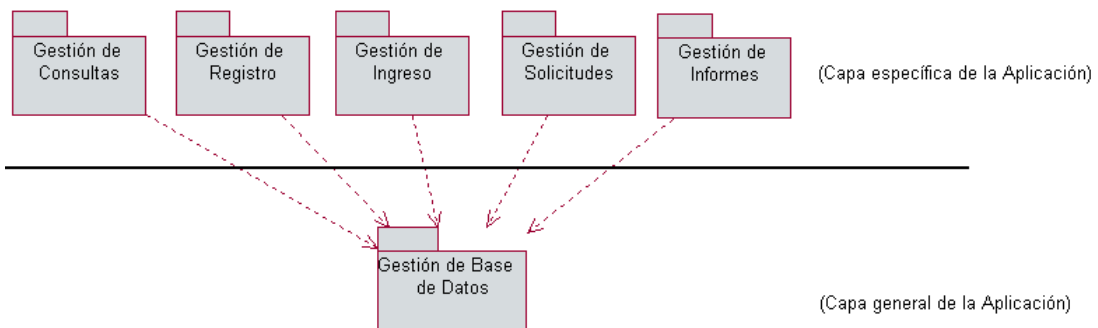 Gestión de
Consultas
Gestión de
Registro
Gestión de
Ingreso
Gestión de
Solicitudes
Gestión de
Informes
(Capa específica de la Aplicación)
Gestión de Base
de Datos
(Capa general de la Aplicación)